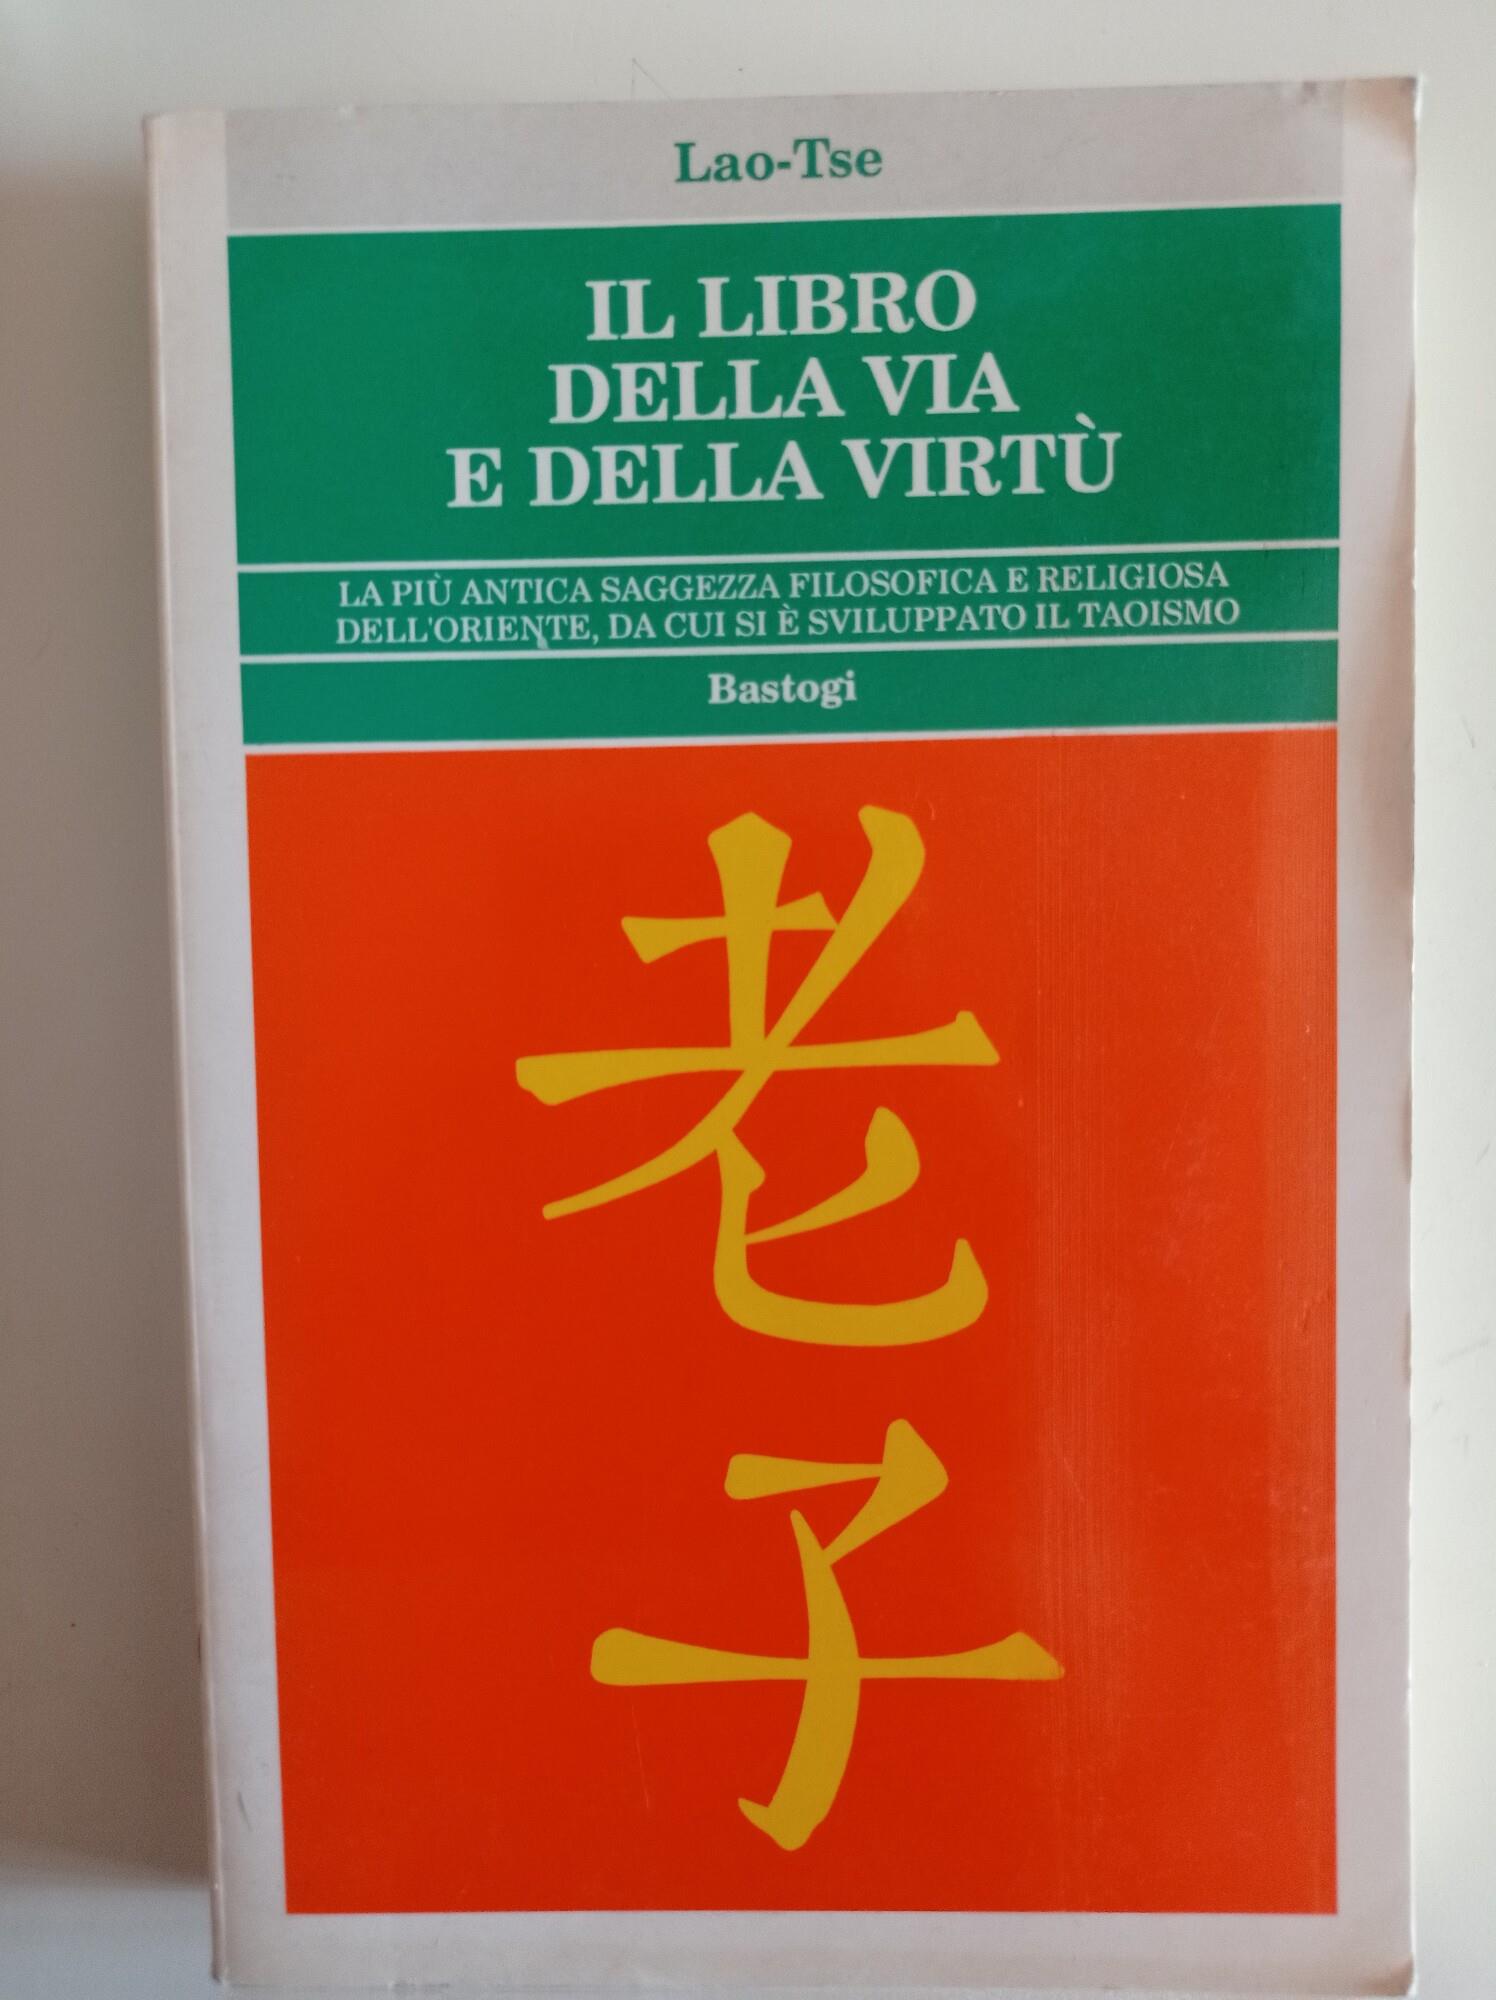 Lao-Tse
IL LIBRO
DELLA VIA
E DELLA VIRTÙ
LA PIÙ ANTICA SAGGEZZA FILOSOFICA E RELIGIOSA
DELL'ORIENTE, DA CUI SI È SVILUPPATO IL TAOISMO
Bastogi
老
子